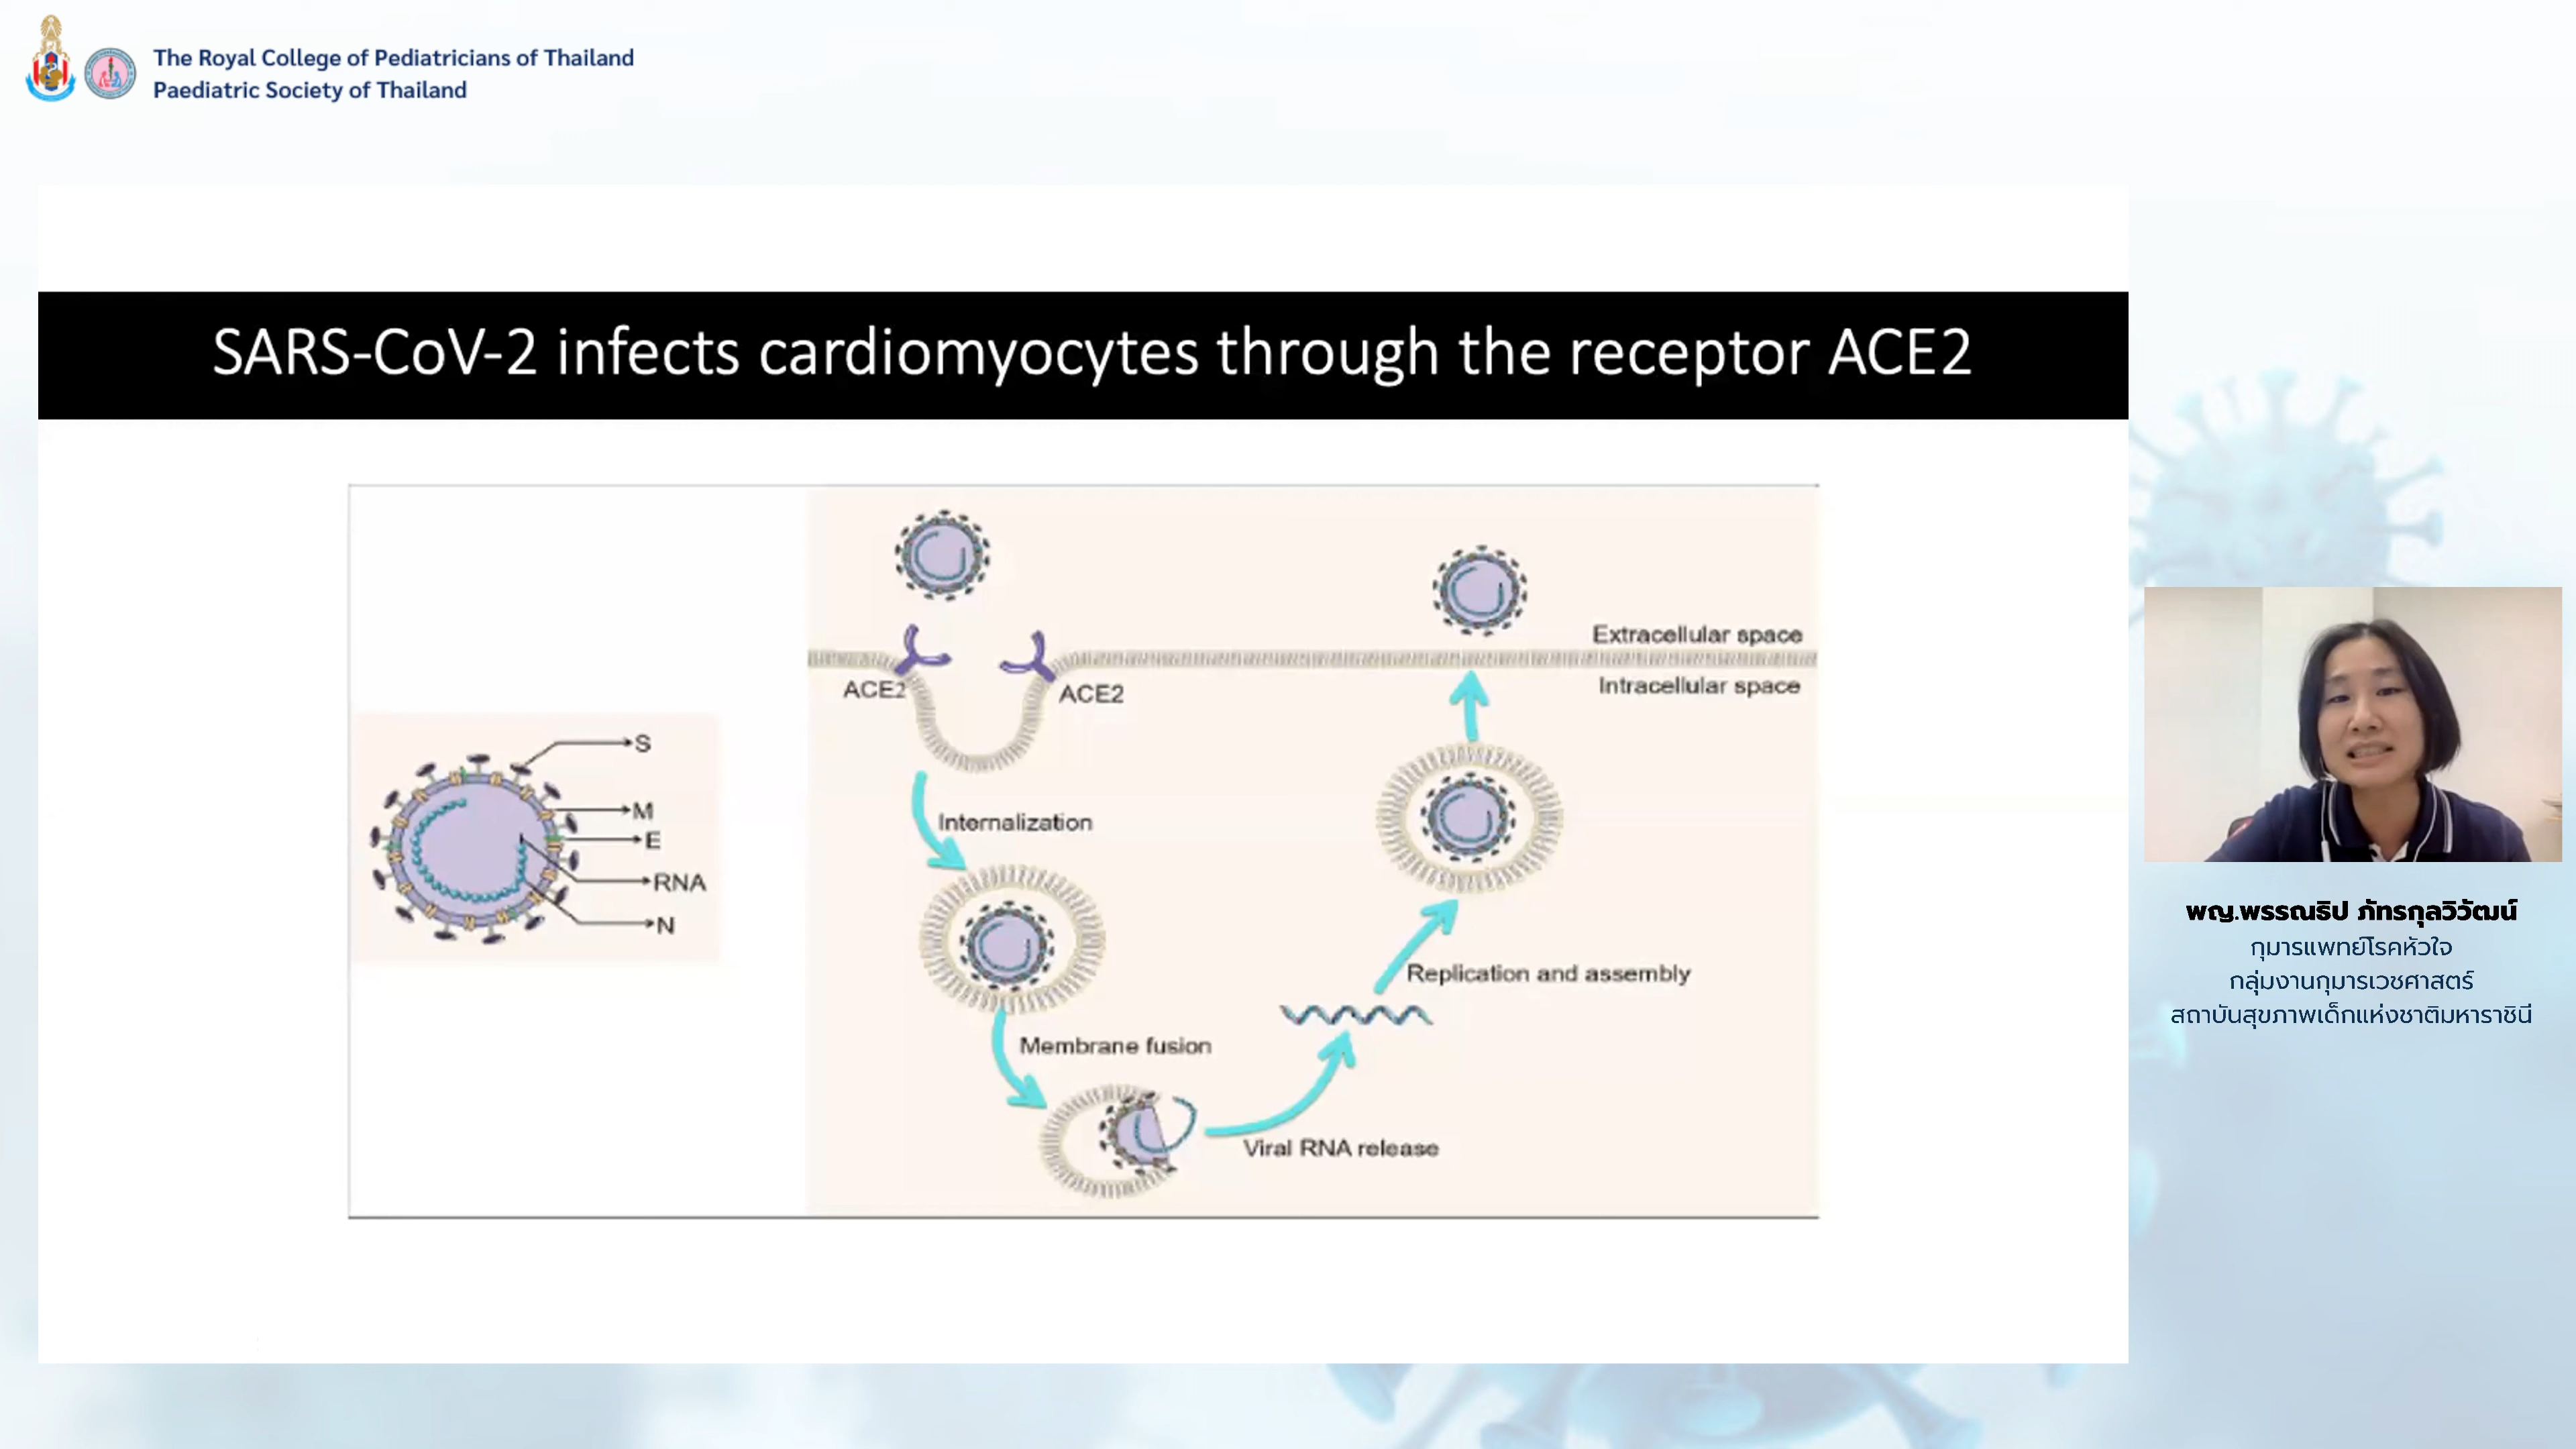 The Royal College of Pediatricians of Thailand
Paediatric Society of Thailand
SARS-CoV-2 infects cardiomyocytes through the receptor ACE2
S
M
E
RNA
N
Extracellular space
Intracellular space
ACE2
ACE2
Internalization
Membrane fusion
Viral RNA release
Replication and assembly
พญ.พรรณธิป ภัทรกุลวิวัฒน์
กุมารแพทย์โรคหัวใจ
กลุ่มงานกุมารเวชศาสตร์
สถาบันสุขภาพเด็กแห่งชาติมหาราชินี